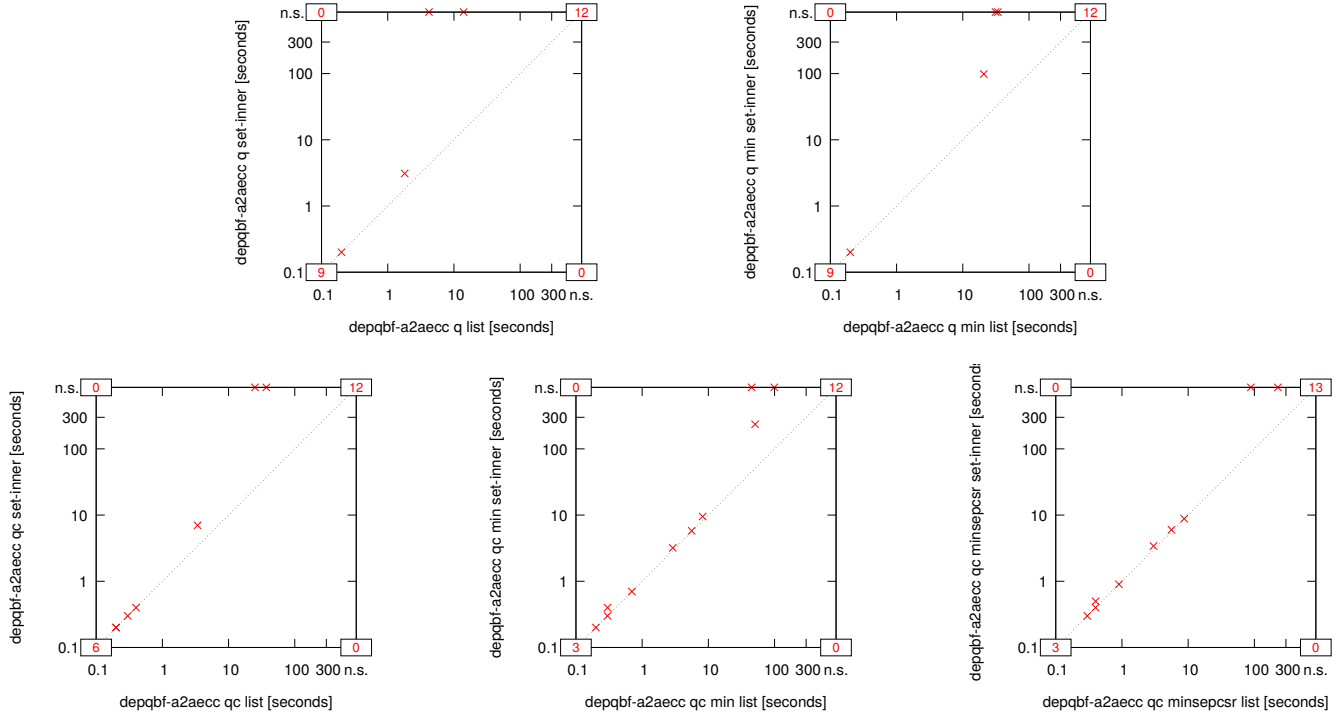 n.s. 0 12
300
100
10
1
0.1 9 0
0.1 1 10 100 300 n.s.
depqbf-a2aecc q set-inner [seconds]
depqbf-a2aecc q list [seconds]
n.s. 0 12
300
100
10
1
0.1 9 0
0.1 1 10 100 300 n.s.
depqbf-a2aecc q min set-inner [seconds]
depqbf-a2aecc q min list [seconds]
n.s. 0 12
300
100
10
1
0.1 6 0
0.1 1 10 100 300 n.s.
depqbf-a2aecc qc set-inner [seconds]
depqbf-a2aecc qc list [seconds]
n.s. 0 12
300
100
10
1
0.1 3 0
0.1 1 10 100 300 n.s.
depqbf-a2aecc qc min set-inner [seconds]
depqbf-a2aecc qc min list [seconds]
n.s. 0 13
300
100
10
1
0.1 3 0
0.1 1 10 100 300 n.s.
depqbf-a2aecc qc minsepcsr set-inner [second
depqbf-a2aecc qc minsepcsr list [seconds]